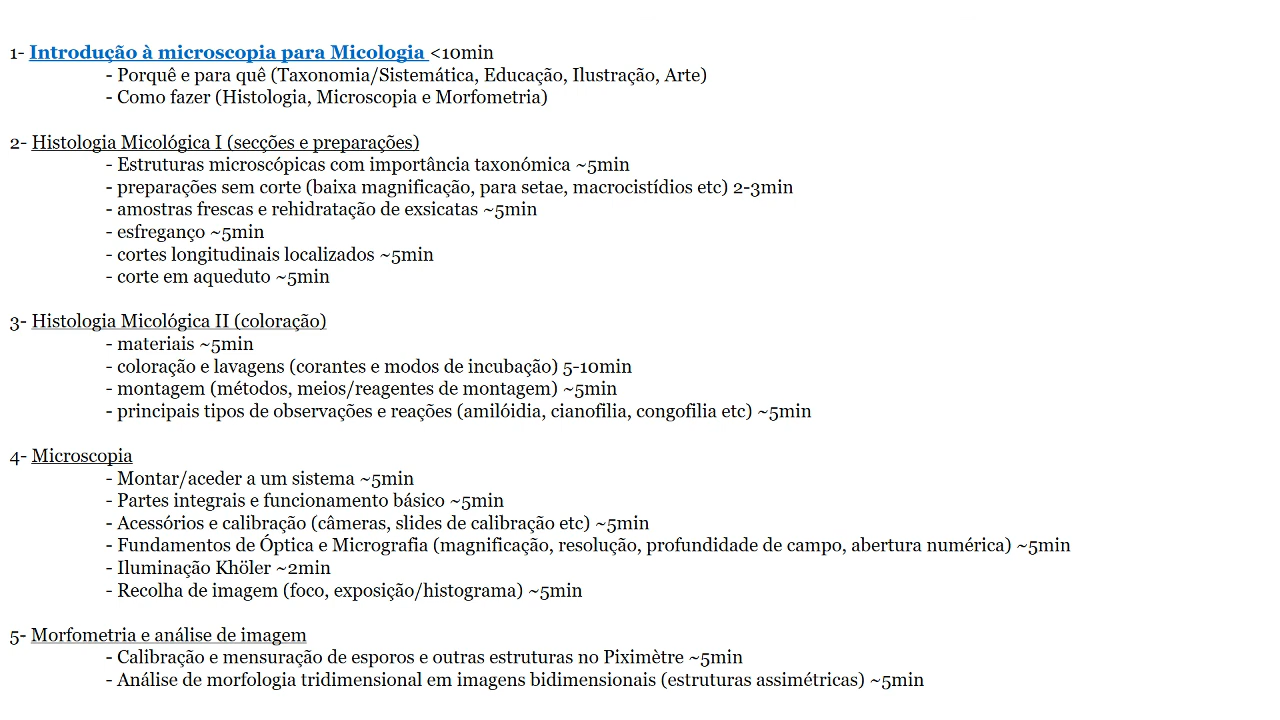 1- Introdução à microscopia para Micologia <10min
- Porquê e para quê (Taxonomia/Sistemática, Educação, Ilustração, Arte)
- Como fazer (Histologia, Microscopia e Morfometria)
2- Histologia Micológica I (secções e preparações)
- Estruturas microscópicas com importância taxonómica ~5min
- preparações sem corte (baixa magnificação, para setae, macrocistídios etc) 2-3min
- amostras frescas e rehidratação de exsicatas ~5min
- esfreganço ~5min
- cortes longitudinais localizados ~5min
- corte em aqueduto ~5min
3- Histologia Micológica II (coloração)
- materiais ~5min
- coloração e lavagens (corantes e modos de incubação) 5-10min
- montagem (métodos, meios/reagentes de montagem) ~5min
- principais tipos de observações e reações (amilóidia, cianofilia, congofilia etc) ~5min
4- Microscopia
- Montar/aceder a um sistema ~5min
- Partes integrais e funcionamento básico ~5min
- Acessórios e calibração (câmeras, slides de calibração etc) ~5min
- Fundamentos de Óptica e Micrografia (magnificação, resolução, profundidade de campo, abertura numérica) ~5min
- Iluminação Khöler ~2min
- Recolha de imagem (foco, exposição/histograma) ~5min
5- Morfometria e análise de imagem
- Calibração e mensuração de esporos e outras estruturas no Piximètre ~5min
- Análise de morfologia tridimensional em imagens bidimensionais (estruturas assimétricas) ~5min